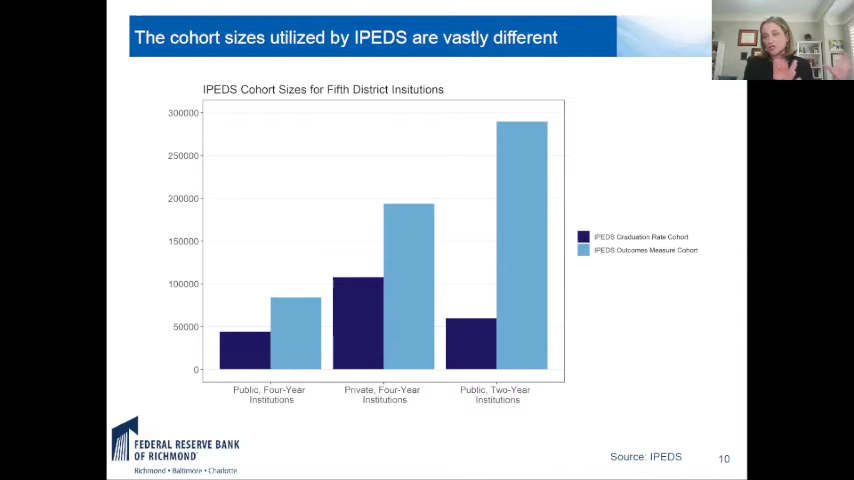 The cohort sizes utilized by IPEDS are vastly different
IPEDS Cohort Sizes for Fifth District Insitutions
300000
250000
200000
150000
100000
50000
0
IPEDS Graduation Rate Cohort
IPEDS Outcomes Measure Cohort
Public, Four-Year
Institutions
Private, Four-Year
Institutions
Public, Two-Year
Institutions
FEDERAL RESERVE BANK
OF RICHMOND
Richmond • Baltimore • Charlotte
Source: IPEDS
10